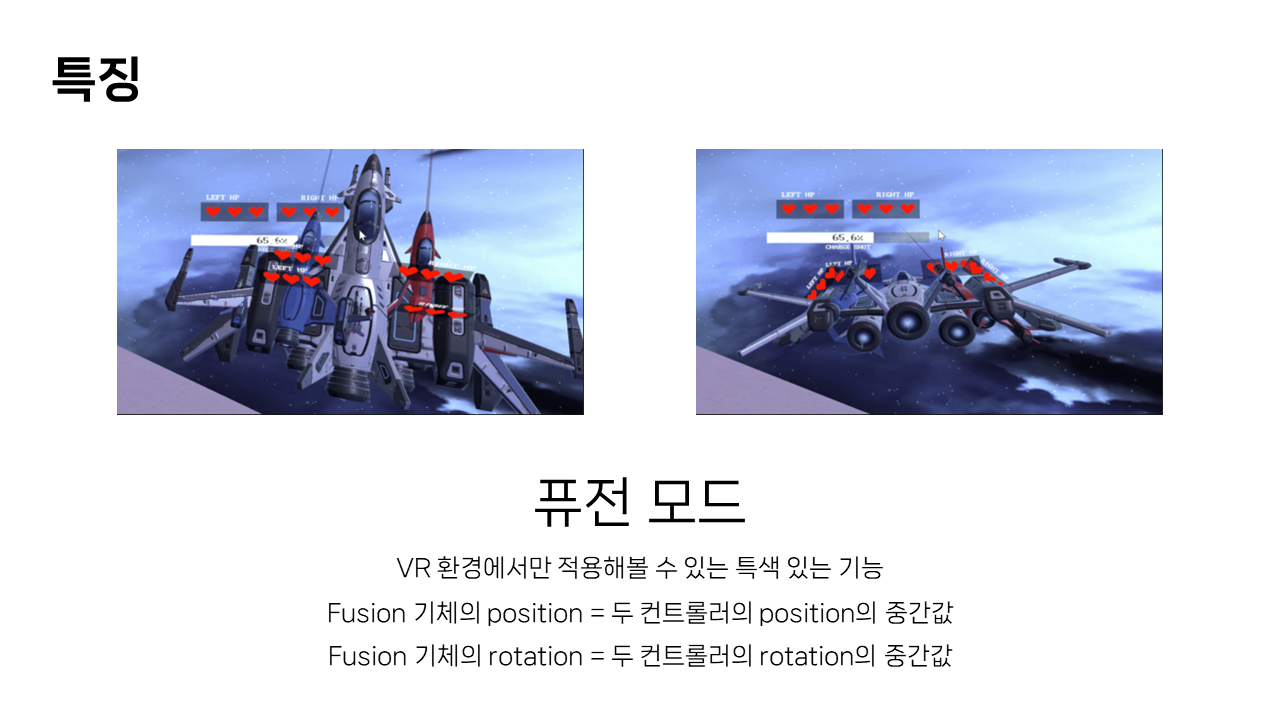 특징
LEFT HP RIGHT HP
65.6%
LEFT HP
LEFT HP RIGHT HP
65.6%
CHARGE SHOT
LEFT HP LEFT HP RIGHT HP RIGHT HP
퓨전 모드
VR 환경에서만 적용해볼 수 있는 특색 있는 기능
Fusion 기체의 position = 두 컨트롤러의 position의 중간값
Fusion 기체의 rotation = 두 컨트롤러의 rotation의 중간값